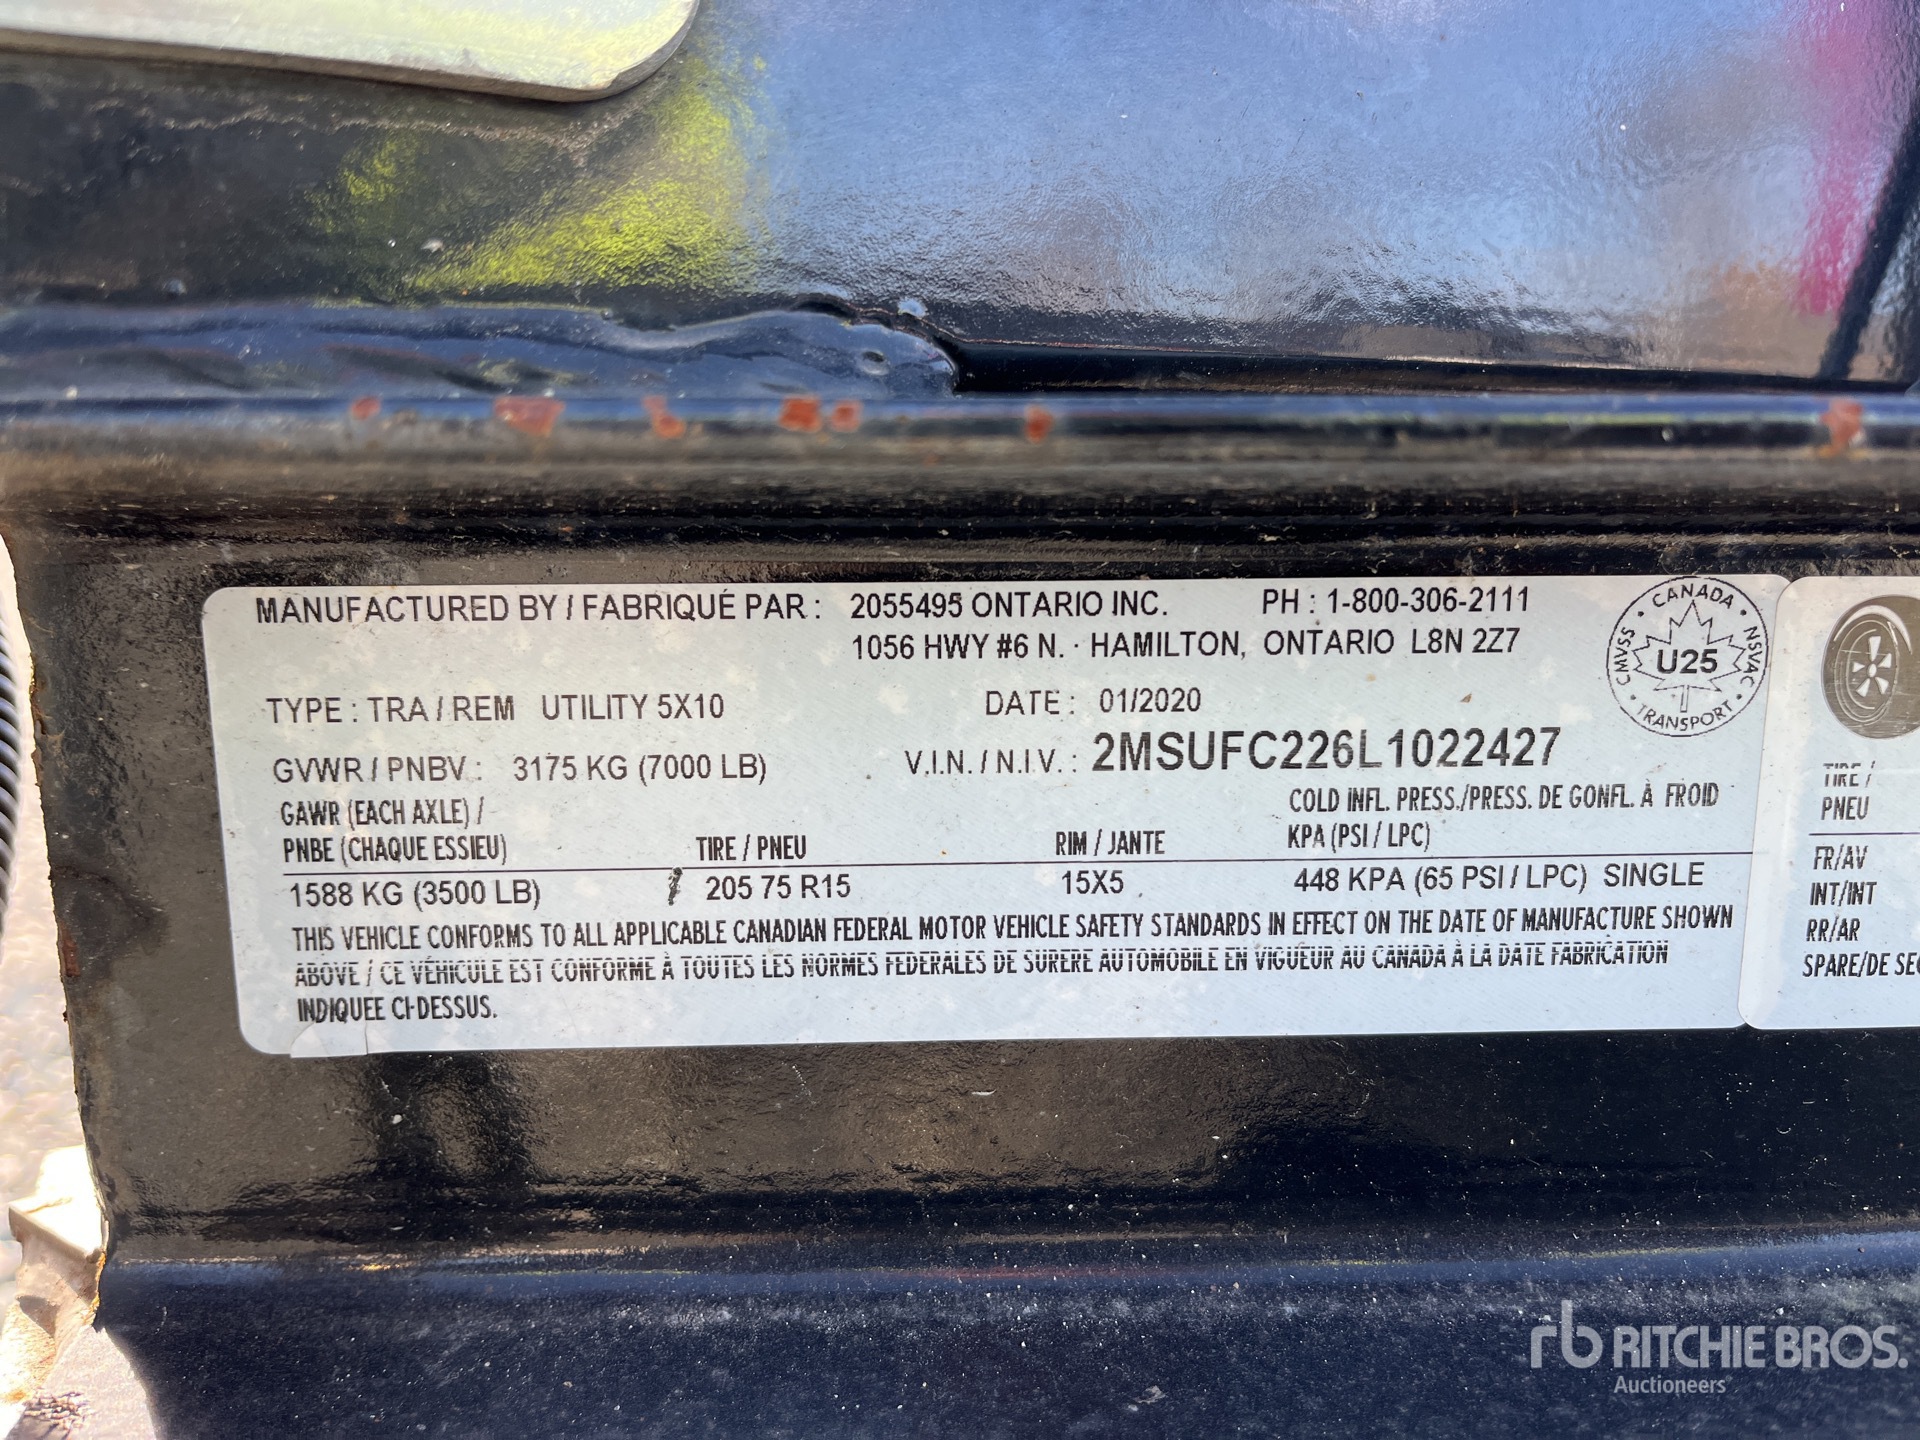 MANUFACTURED BY / FABRIQUÉ PAR : 2055495 ONTARIO INC. PH : 1-800-306-2111
1056 HWY #6 N. · HAMILTON, ONTARIO L8N 2Z7
TYPE : TRA / REM UTILITY 5X10 DATE : 01/2020
GVWR / PNBV : 3175 KG (7000 LB) V.I.N. / N.I.V. : 2MSUFC226L1022427
GAWR (EACH AXLE) /
PNBE (CHAQUE ESSIEU) TIRE / PNEU RIM / JANTE
COLD INFL. PRESS./PRESS. DE GONFL. À FROID
KPA (PSI / LPC)
1588 KG (3500 LB) 205 75 R15 15X5 448 KPA (65 PSI / LPC) SINGLE
THIS VEHICLE CONFORMS TO ALL APPLICABLE CANADIAN FEDERAL MOTOR VEHICLE SAFETY STANDARDS IN EFFECT ON THE DATE OF MANUFACTURE SHOWN
ABOVE / CE VÉHICULE EST CONFORME À TOUTES LES NORMES FEDERALES DE SURERE AUTOMOBILE EN VIGUEUR AU CANADA À LA DATE FABRICATION
INDIQUEE CI-DESSUS.
CANADA
CMVSS U25 NSVAC
TRANSPORT
TIRE /
PNEU
FR/AV
INT/INT
RR/AR
SPARE/DE
rb RITCHIE BROS.
Auctioneers